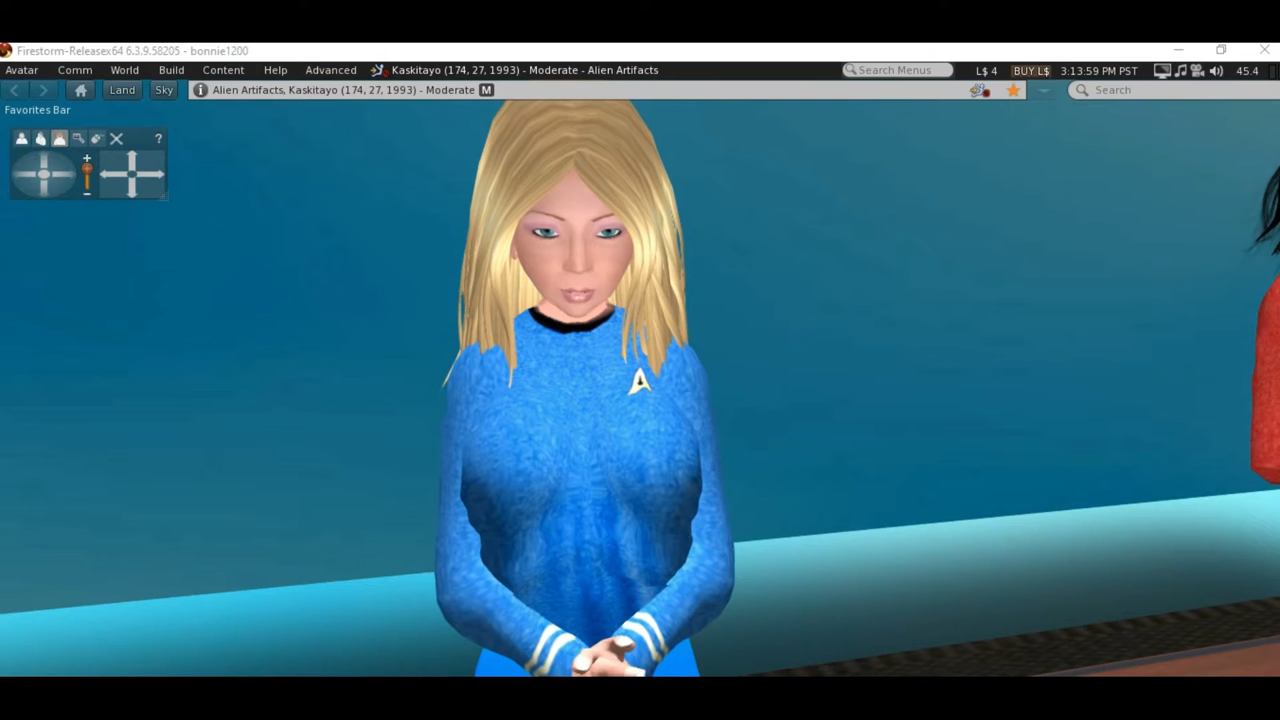 Firestorm-Releasex64 6.3.9.58205 - bonnie1200
Avatar Comm World Build Content Help Advanced Kaskitayo (174, 27, 1993) - Moderate - Alien Artifacts Search Menus L$ 4 BUY L$ 3:13:59 PM PST 45.4
Land Sky Alien Artifacts, Kaskitayo (174, 27, 1993) - Moderate M Search
Favorites Bar
?